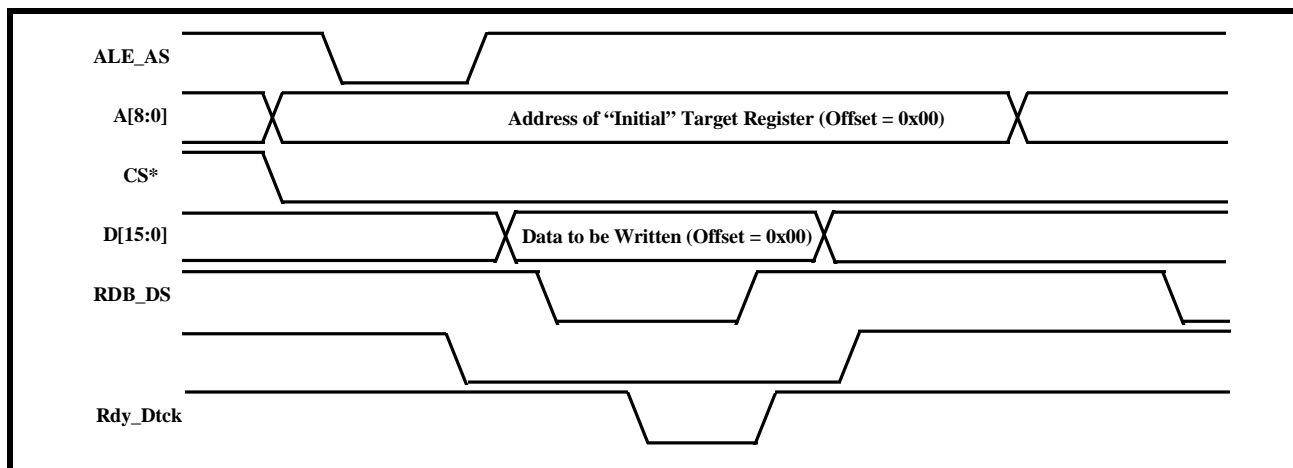 ALE_AS
A[8:0]
Address of “Initial” Target Register (Offset = 0x00)
CS*
D[15:0]
Data to be Written (Offset = 0x00)
RDB_DS
Rdy_Dtck